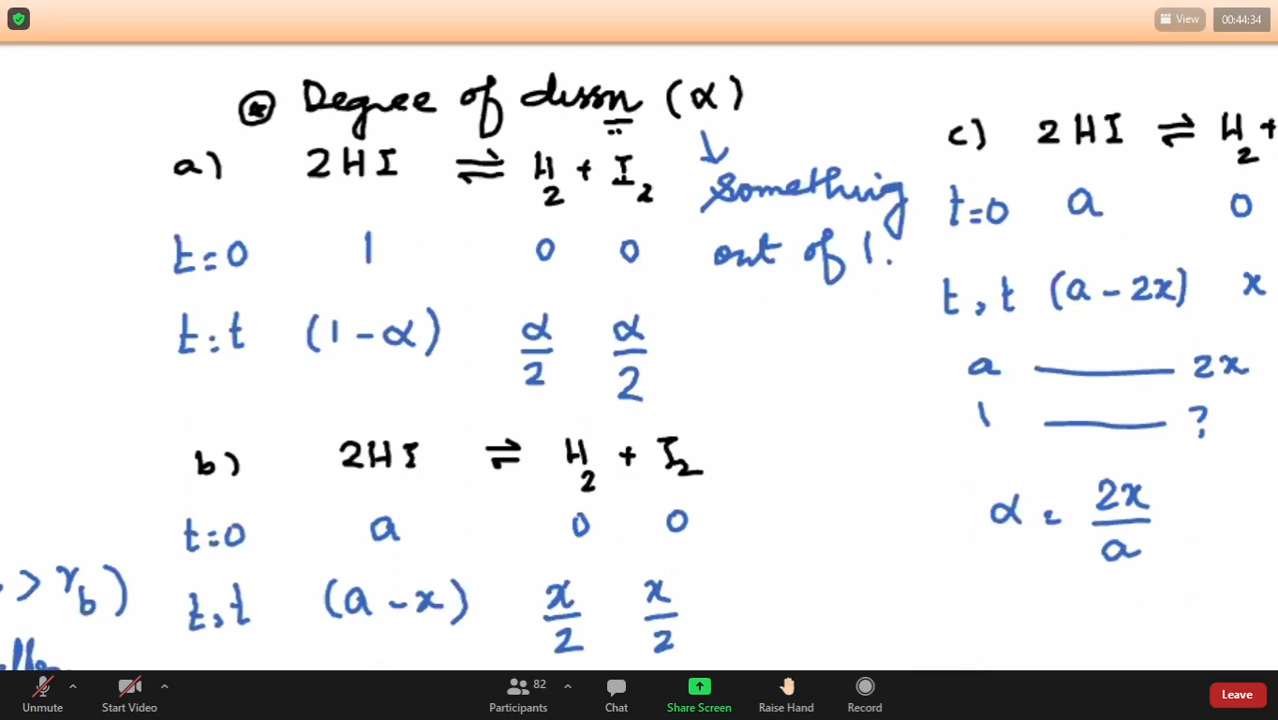 View 00:44:34
⊛ Degree of dissn (α)
a) 2HI ⇌ H2 + I2
↓
Something
out of 1.
t=0 1 0 0
t=t (1-α) α/2 α/2
b) 2HI ⇌ H2 + I2
t=0 a 0 0
t,t (a-x) x/2 x/2
> rb)
c) 2HI ⇌ H2 +
t=0 a 0
t,t (a-2x) x
a — 2x
1 — ?
α = 2x/a
Unmute Start Video 82 Participants Chat Share Screen Raise Hand Record Leave